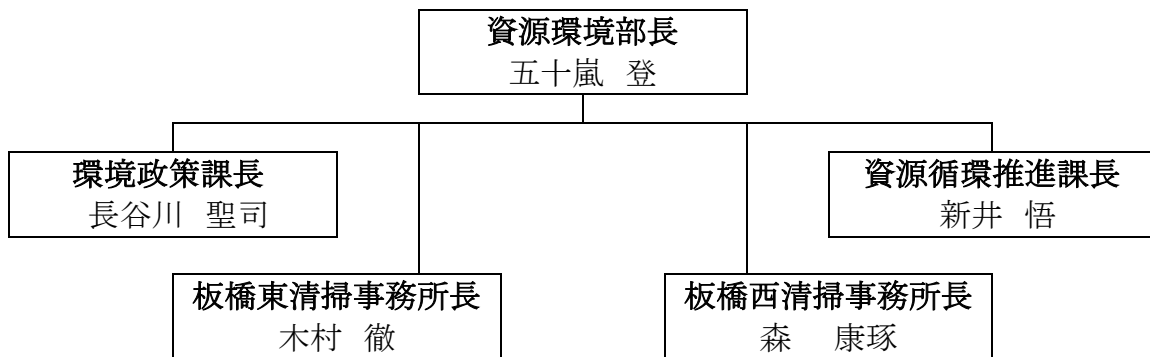 資源環境部長
五十嵐 登
環境政策課長
長谷川 聖司
資源循環推進課長
新井 悟
板橋東清掃事務所長
木村 徹
板橋西清掃事務所長
森 康琢